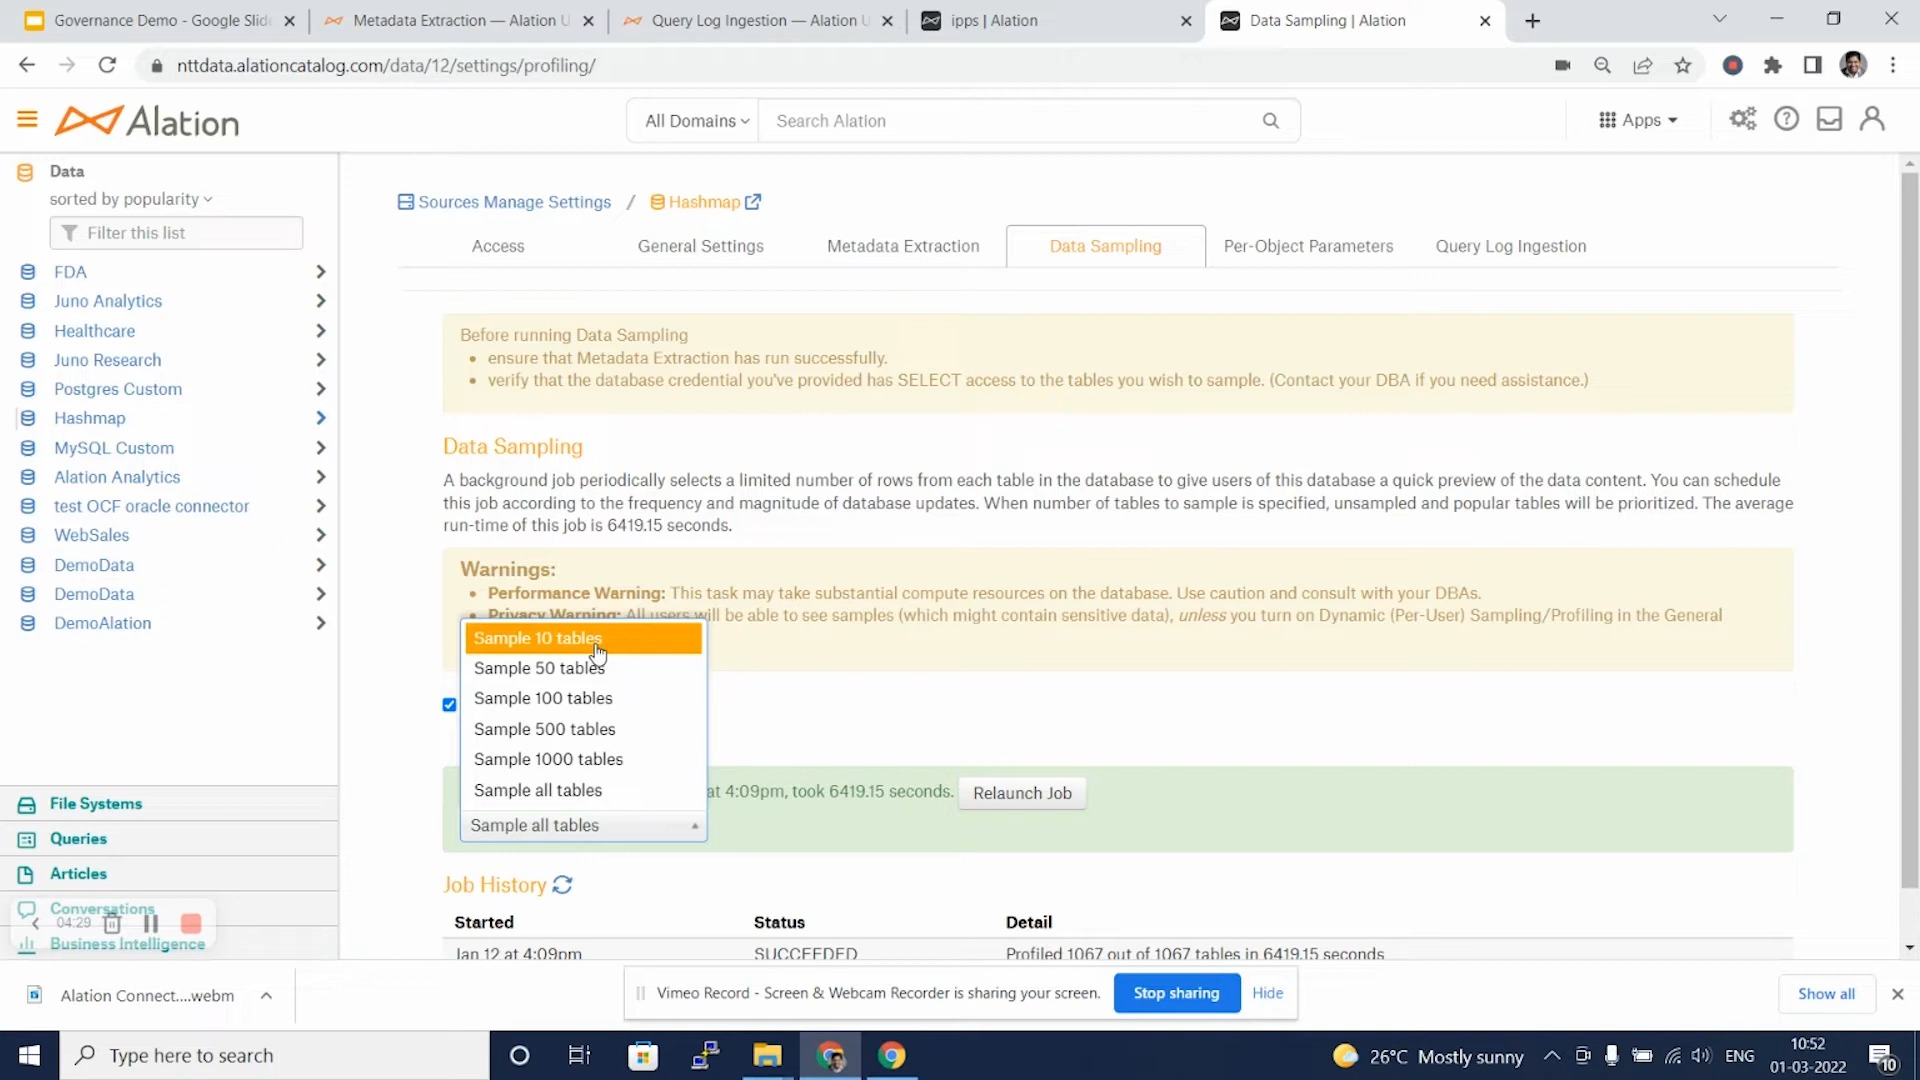 Governance Demo - Google Slide
Metadata Extraction — Alation U
Query Log Ingestion — Alation U
ipps | Alation
Data Sampling | Alation
nttdata.alationcatalog.com/data/12/settings/profiling/
Alation
All Domains
Search Alation
Apps
Data
sorted by popularity
Filter this list
FDA
Juno Analytics
Healthcare
Juno Research
Postgres Custom
Hashmap
MySQL Custom
Alation Analytics
test OCF oracle connector
WebSales
DemoData
DemoData
DemoAlation
File Systems
Queries
Articles
Conversations
04:29
Business Intelligence
Sources Manage Settings / Hashmap
Access
General Settings
Metadata Extraction
Data Sampling
Per-Object Parameters
Query Log Ingestion
Before running Data Sampling
• ensure that Metadata Extraction has run successfully.
• verify that the database credential you've provided has SELECT access to the tables you wish to sample. (Contact your DBA if you need assistance.)
Data Sampling
A background job periodically selects a limited number of rows from each table in the database to give users of this database a quick preview of the data content. You can schedule
this job according to the frequency and magnitude of database updates. When number of tables to sample is specified, unsampled and popular tables will be prioritized. The average
run-time of this job is 6419.15 seconds.
Warnings:
• Performance Warning: This task may take substantial compute resources on the database. Use caution and consult with your DBAs.
• Privacy Warning: All users will be able to see samples (which might contain sensitive data), unless you turn on Dynamic (Per-User) Sampling/Profiling in the General
Sample 10 tables
Sample 50 tables
Sample 100 tables
Sample 500 tables
Sample 1000 tables
Sample all tables
Sample all tables
at 4:09pm, took 6419.15 seconds.
Relaunch Job
Job History
Started Status Detail
Jan 12 at 4:09pm SUCCEEDED Profiled 1067 out of 1067 tables in 6419.15 seconds
Alation Connect....webm
Vimeo Record - Screen & Webcam Recorder is sharing your screen.
Stop sharing
Hide
Show all
Type here to search
26°C Mostly sunny
ENG
10:52
01-03-2022
10